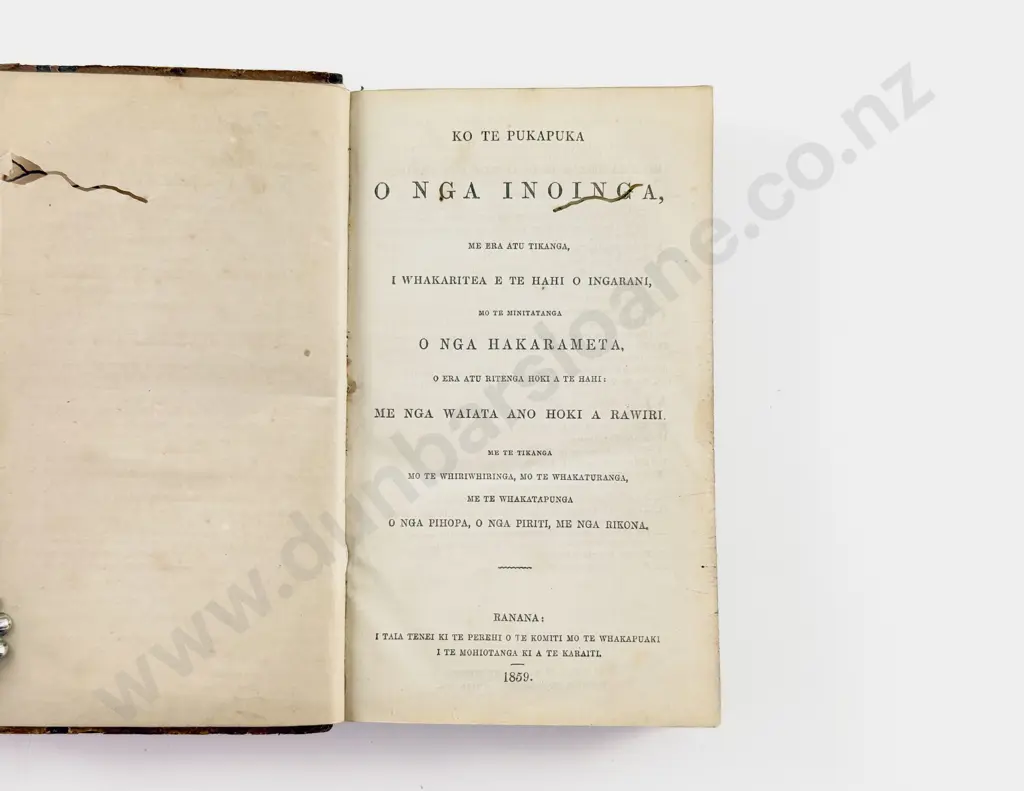 KO TE PUKAPUKA
O NGA INOINGA,
ME ERA ATU TIKANGA,
I WHAKARITEA E TE HAHI O INGARANI,
MO TE MINITATANGA
O NGA HAKARAMETA,
O ERA ATU RITENGA HOKI A TE HAHI:
ME NGA WAIATA ANO HOKI A RAWIRI.
ME TE TIKANGA
MO TE WHIRIWHIRINGA, MO TE WHAKATURANGA,
ME TE WHAKATAPUNGA
O NGA PIHOPA, O NGA PIRITI, ME NGA RIKONA.
RANANA:
I TAIA TENEI KI TE PEREHI O TE KOMITI MO TE WHAKAPUAKI
I TE MOHIOTANGA KI A TE KARAITI.
1859.
www.dunbarsloane.co.nz